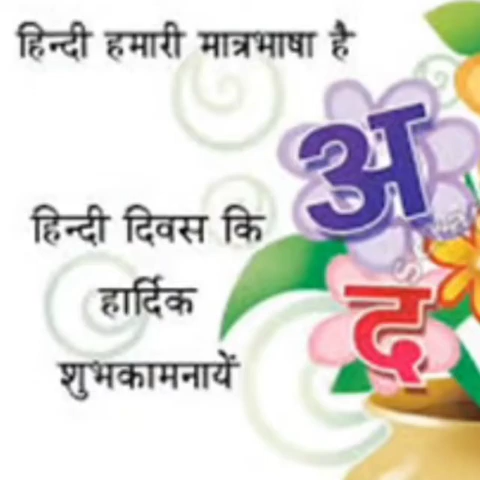 हिन्दी हमारी मात्रभाषा है
अ
हिन्दी दिवस कि
हार्दिक
द
शुभकामनायें